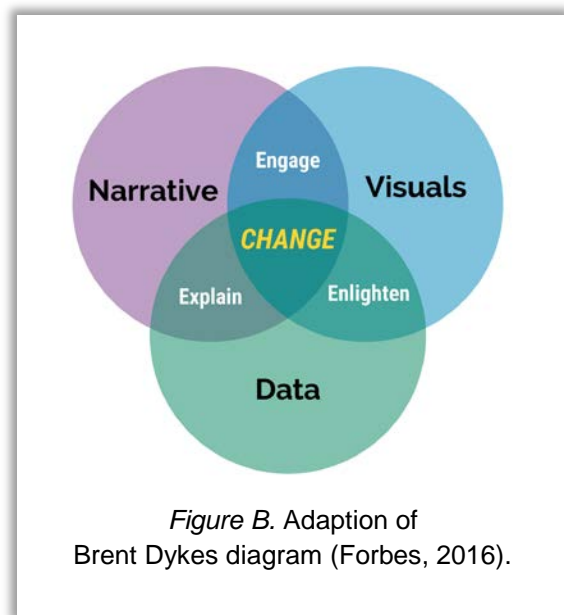 Engage
Narrative
Visuals
CHANGE
Explain
Enlighten
Data
Figure B. Adaption of
Brent Dykes diagram (Forbes, 2016).